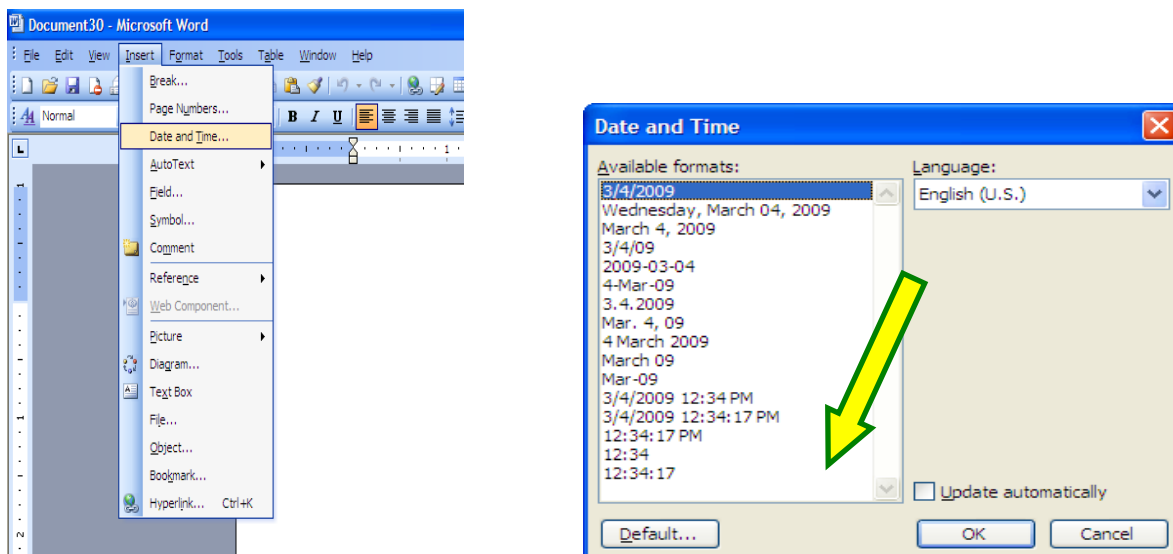 Document30 - Microsoft Word
File Edit View Insert Format Tools Table Window Help
Normal
B I U
L
1
Break...
Page Numbers...
Date and Time...
AutoText
Field...
Symbol...
Comment
Reference
Web Component...
Picture
Diagram...
Text Box
File...
Object...
Bookmark...
Hyperlink... Ctrl+K
1
1
2
Date and Time
Available formats:
Language:
3/4/2009
English (U.S.)
Wednesday, March 04, 2009
March 4, 2009
3/4/09
2009-03-04
4-Mar-09
3.4.2009
Mar. 4, 09
4 March 2009
March 09
Mar-09
3/4/2009 12:34 PM
3/4/2009 12:34:17 PM
12:34:17 PM
12:34
12:34:17
Update automatically
Default...
OK
Cancel